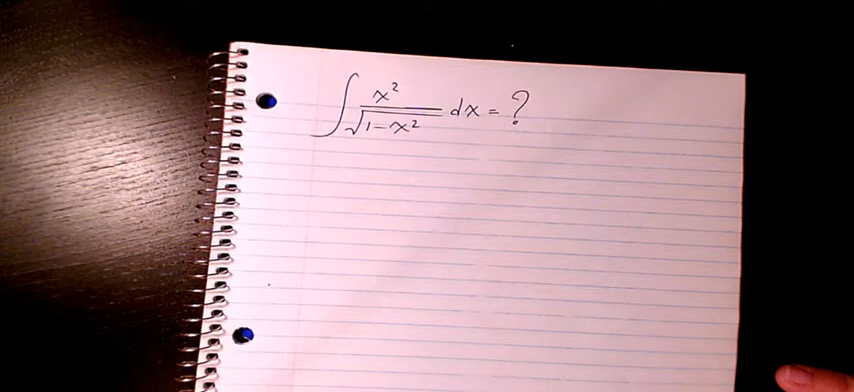 ∫ x² / √(1-x²) dx = ?